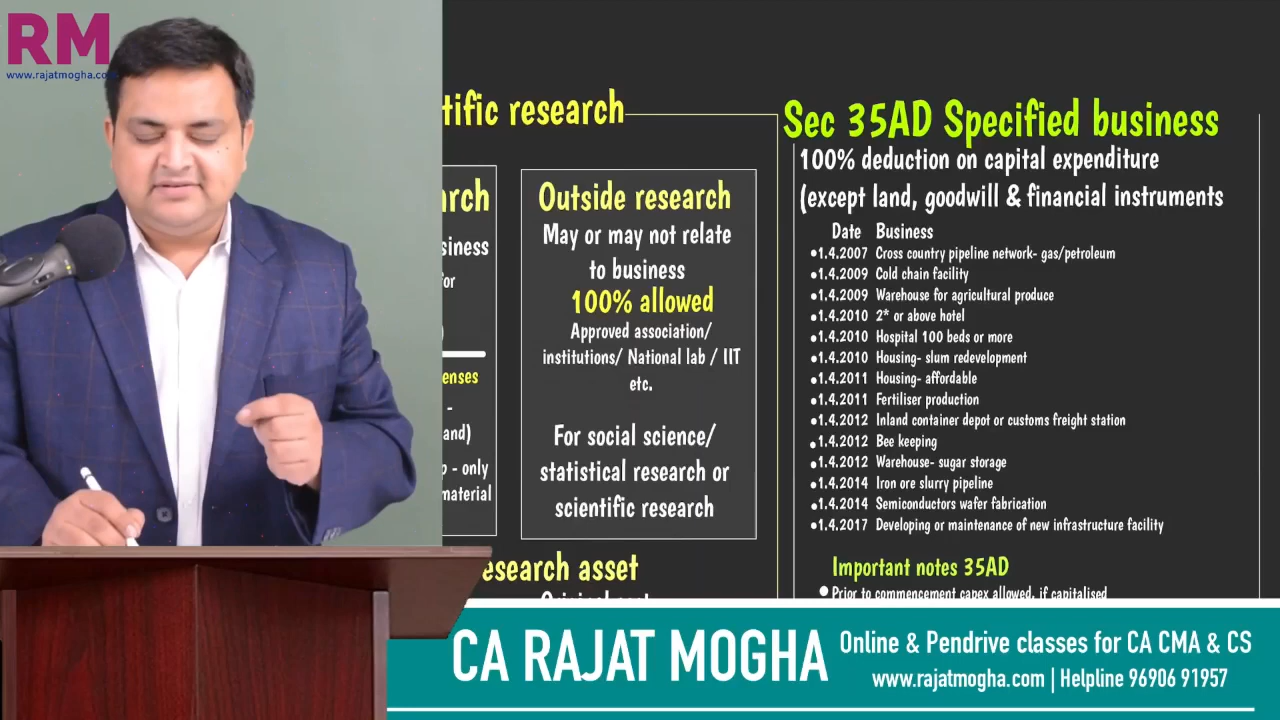 RM
www.rajatmogha.co
tific research
rch
siness
for
)
enses
-
and)
- only
material
Outside research
May or may not relate
to business
100% allowed
Approved association/
institutions/ National lab / IIT
etc.
For social science/
statistical research or
scientific research
esearch asset
Sec 35AD Specified business
100% deduction on capital expenditure
(except land, goodwill & financial instruments
Date Business
•1.4.2007 Cross country pipeline network- gas/petroleum
•1.4.2009 Cold chain facility
•1.4.2009 Warehouse for agricultural produce
•1.4.2010 2* or above hotel
•1.4.2010 Hospital 100 beds or more
•1.4.2010 Housing- slum redevelopment
•1.4.2011 Housing- affordable
•1.4.2011 Fertiliser production
•1.4.2012 Inland container depot or customs freight station
•1.4.2012 Bee keeping
•1.4.2012 Warehouse- sugar storage
•1.4.2014 Iron ore slurry pipeline
•1.4.2014 Semiconductors wafer fabrication
•1.4.2017 Developing or maintenance of new infrastructure facility
Important notes 35AD
•Prior to commencement capex allowed, if capitalised
CA RAJAT MOGHA
Online & Pendrive classes for CA CMA & CS
www.rajatmogha.com | Helpline 96906 91957